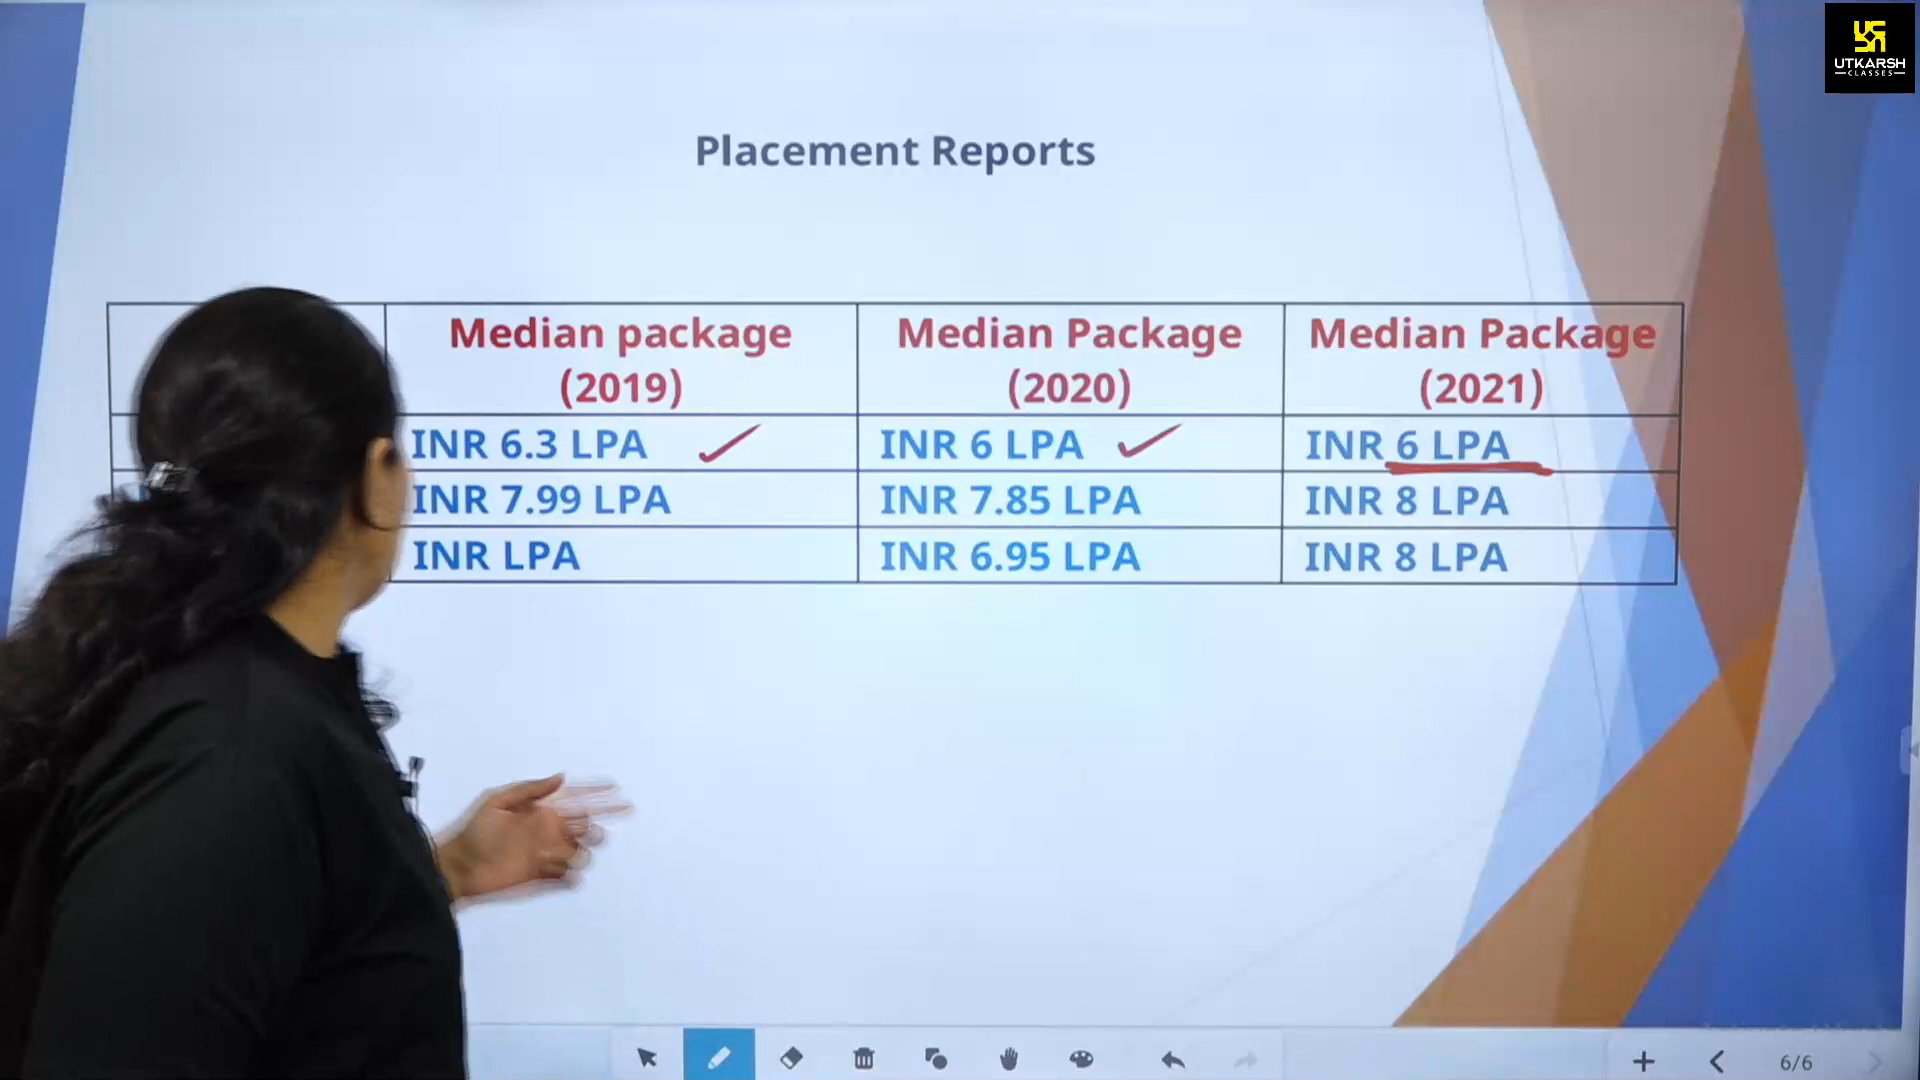 UTKARSH
CLASSES
Placement Reports
Median package (2019)
Median Package (2020)
Median Package (2021)
INR 6.3 LPA
INR 6 LPA
INR 6 LPA
INR 7.99 LPA
INR 7.85 LPA
INR 8 LPA
INR LPA
INR 6.95 LPA
INR 8 LPA
6/6